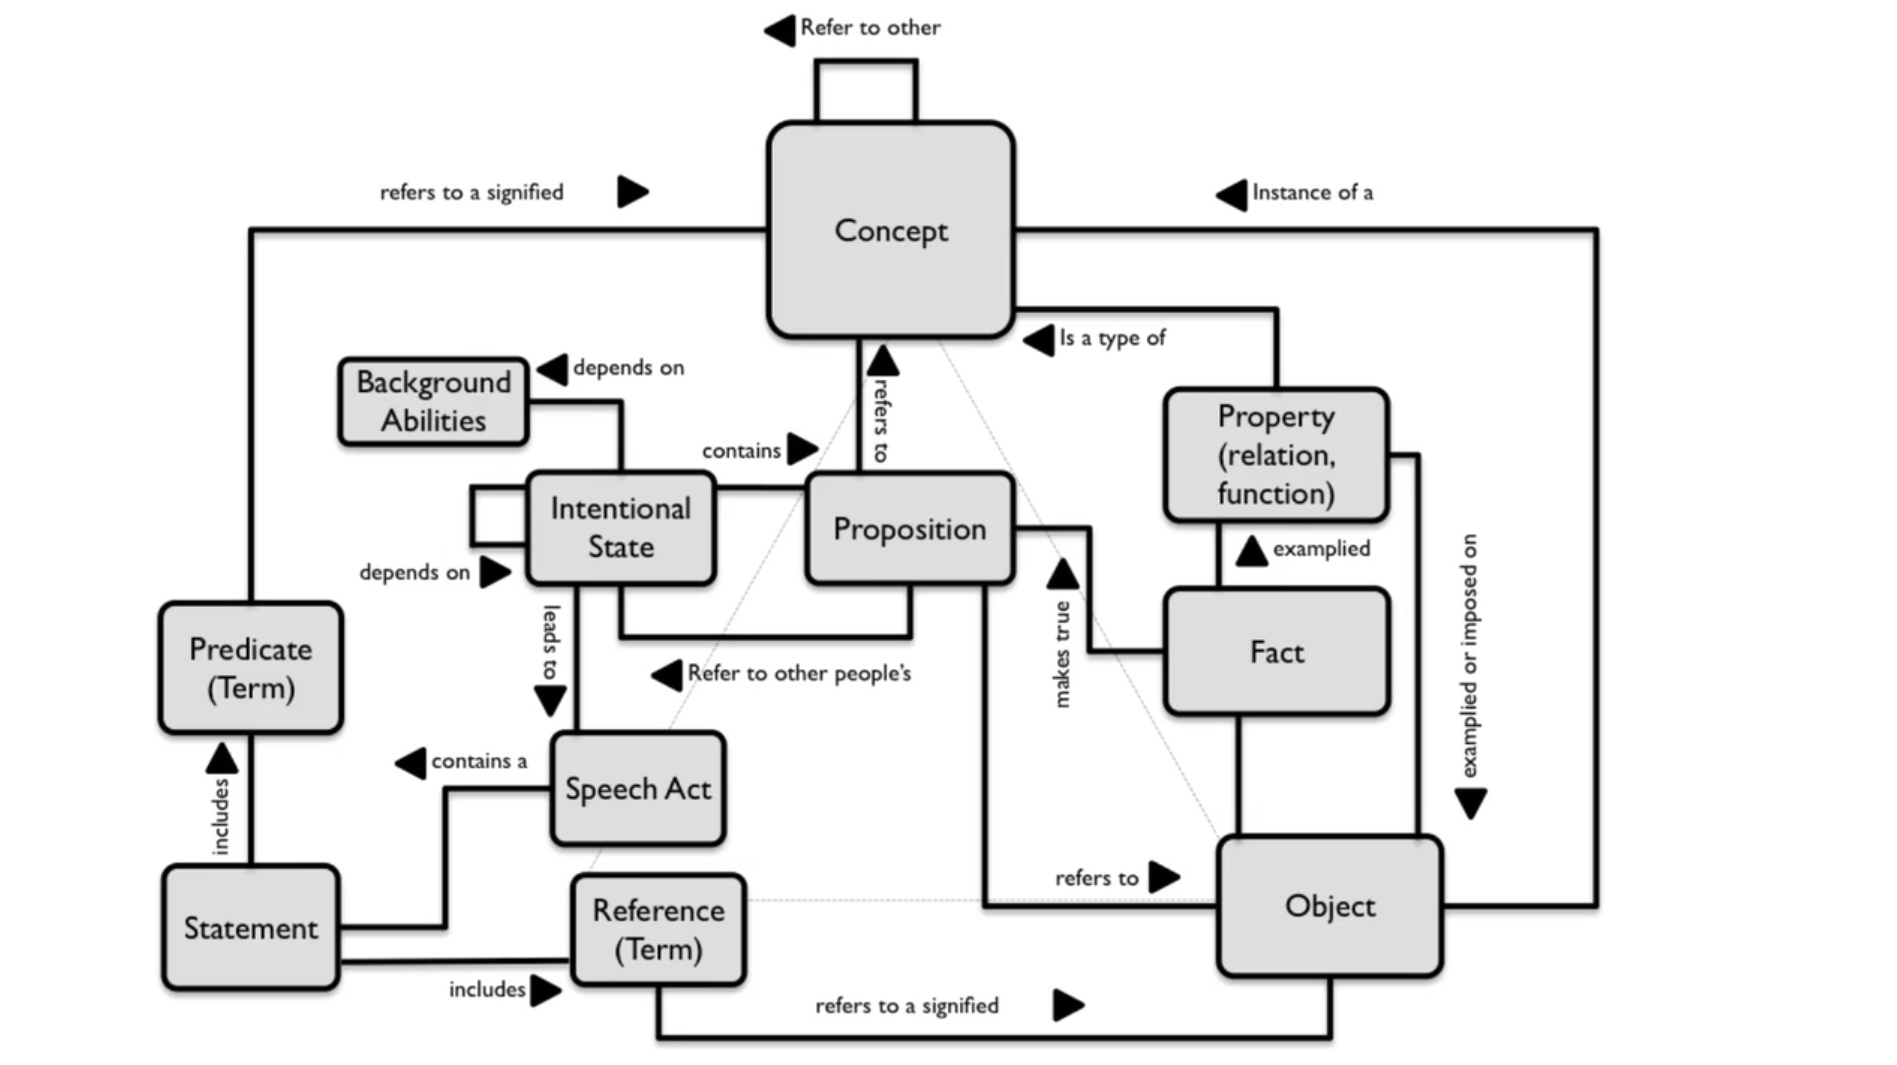 Refer to other
refers to a signified
Instance of a
Concept
Is a type of
depends on
Background
Abilities
refers to
contains
Property
(relation,
function)
Intentional
State
Proposition
depends on
examplied
examplied or imposed on
leads to
makes true
Predicate
(Term)
Refer to other people's
Fact
contains a
Speech Act
includes
refers to
Object
Statement
Reference
(Term)
includes
refers to a signified